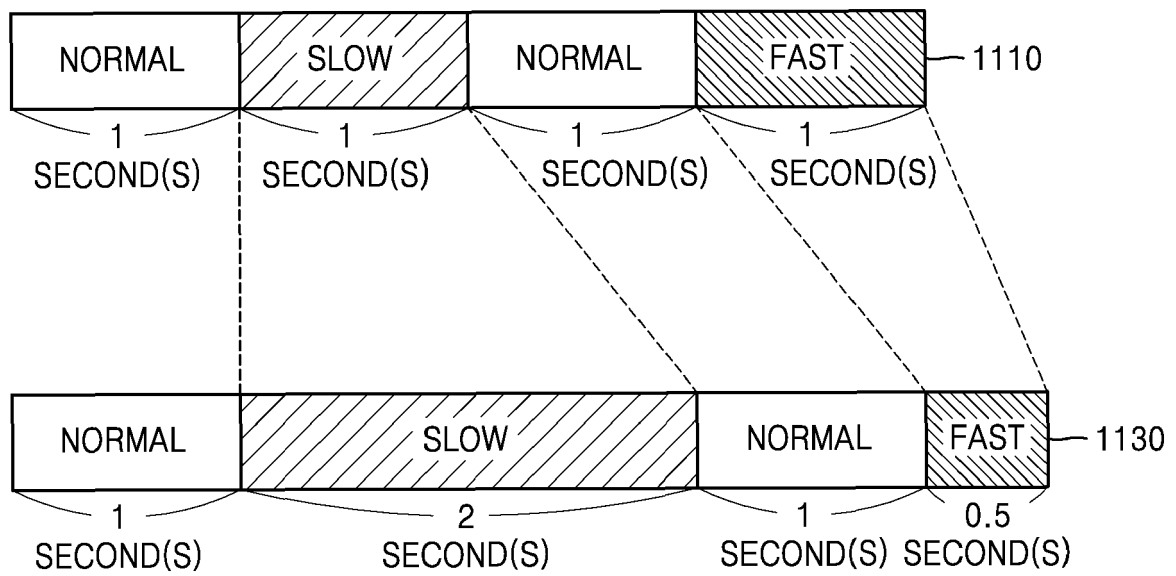 NORMAL SLOW NORMAL FAST 1110
1 1 1 1
SECOND(S) SECOND(S) SECOND(S) SECOND(S)
NORMAL SLOW NORMAL FAST 1130
1 2 1 0.5
SECOND(S) SECOND(S) SECOND(S) SECOND(S)